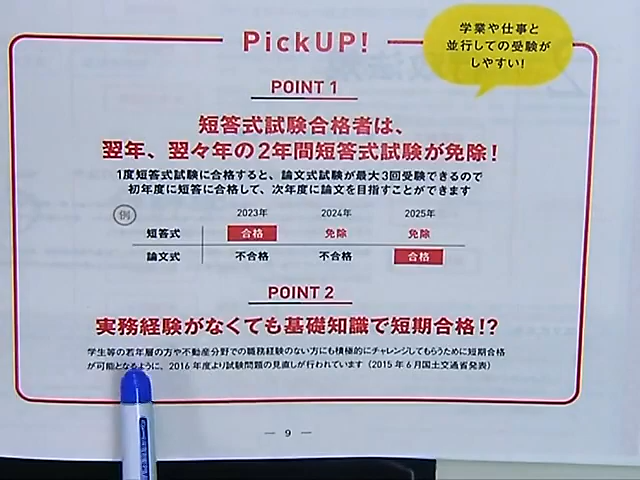 PickUP!
学業や仕事と
並行しての受験が
しやすい!
POINT 1
短答式試験合格者は、
翌年、翌々年の2年間短答式試験が免除!
1度短答式試験に合格すると、論文式試験が最大3回受験できるので
初年度に短答に合格して、次年度に論文を目指すことができます
例
2023年 2024年 2025年
短答式 合格 免除 免除
論文式 不合格 不合格 合格
POINT 2
実務経験がなくても基礎知識で短期合格!?
学生等の若年層の方や不動産分野での職務経験のない方にも積極的にチャレンジしてもらうために短期合格
が可能となるように、2016年度より試験問題の見直しが行われています(2015年6月国土交通省発表)
― 9 ―